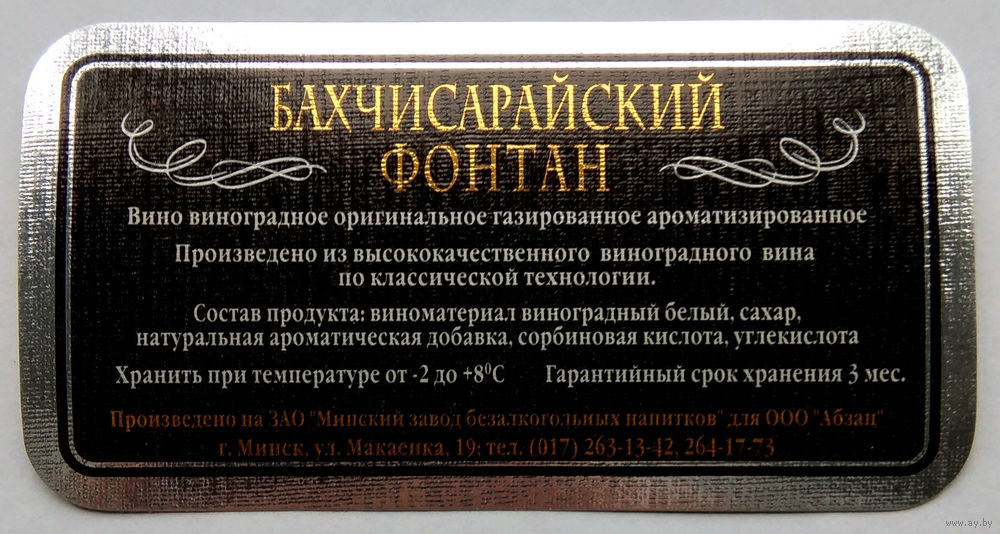 БАХЧИСАРАЙСКИЙ
ФОНТАН
Вино виноградное оригинальное газированное ароматизированное
Произведено из высококачественного виноградного вина
по классической технологии.
Состав продукта: виноматериал виноградный белый, сахар,
натуральная ароматическая добавка, сорбиновая кислота, углекислота
Хранить при температуре от -2 до +8⁰С Гарантийный срок хранения 3 мес.
Произведено на ЗАО "Минский завод безалкогольных напитков" для ООО "Абзац"
г. Минск, ул. Макаенка, 19; тел. (017) 263-13-42, 264-17-73
www.ay.by